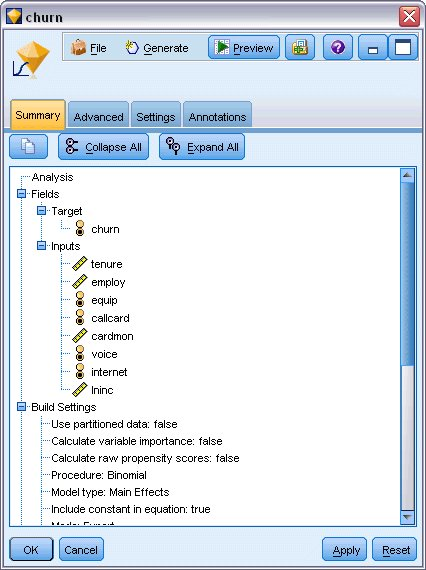 churn
File Generate Preview
Summary Advanced Settings Annotations
Collapse All Expand All
Analysis
Fields
Target
churn
Inputs
tenure
employ
equip
callcard
cardmon
voice
internet
lninc
Build Settings
Use partitioned data: false
Calculate variable importance: false
Calculate raw propensity scores: false
Procedure: Binomial
Model type: Main Effects
Include constant in equation: true
Mode: Expert
OK Cancel Apply Reset